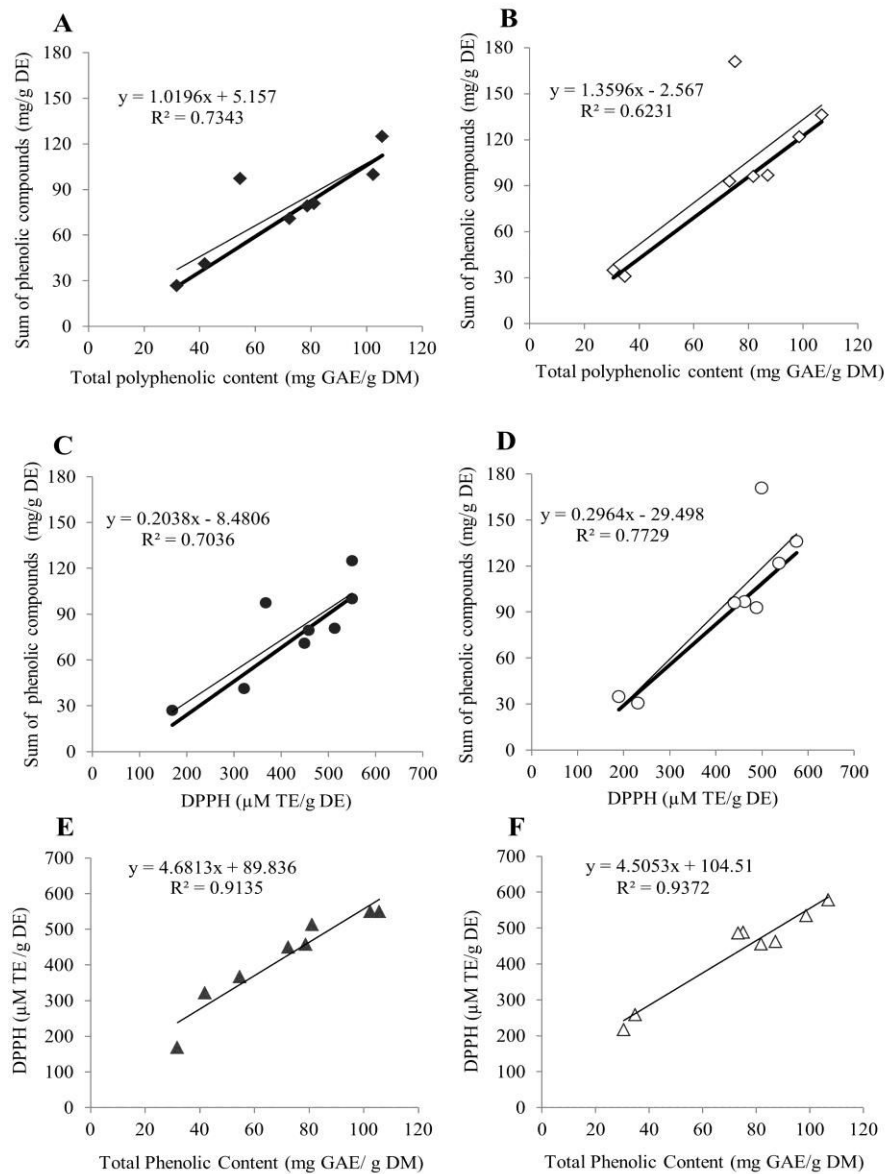 A
Sum of phenolic compounds (mg/g DE)
180
150
120
90
60
30
0
y = 1.0196x + 5.157
R² = 0.7343
0 20 40 60 80 100 120
Total polyphenolic content (mg GAE/g DM)
B
Sum of phenolic compounds (mg/g DE)
180
150
120
90
60
30
0
y = 1.3596x - 2.567
R² = 0.6231
0 20 40 60 80 100 120
Total polyphenolic content (mg GAE/g DM)
C
Sum of phenolic compounds (mg/g DE)
180
150
120
90
60
30
0
y = 0.2038x - 8.4806
R² = 0.7036
0 100 200 300 400 500 600 700
DPPH (µM TE/g DE)
D
Sum of phenolic compounds (mg/g DE)
180
150
120
90
60
30
0
y = 0.2964x - 29.498
R² = 0.7729
0 100 200 300 400 500 600 700
DPPH (µM TE/g DE)
E
DPPH (µM TE /g DE)
700
600
500
400
300
200
100
0
y = 4.6813x + 89.836
R² = 0.9135
0 20 40 60 80 100 120
Total Phenolic Content (mg GAE/ g DM)
F
DPPH (µM TE/g DE)
700
600
500
400
300
200
100
0
y = 4.5053x + 104.51
R² = 0.9372
0 20 40 60 80 100 120
Total Phenolic Content (mg GAE/g DM)